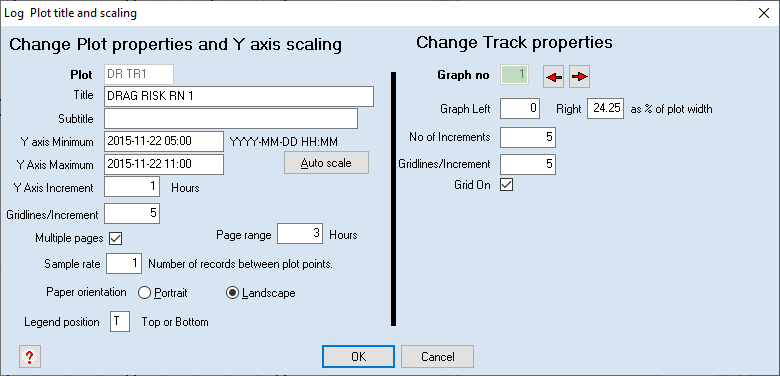 Log Plot title and scaling
Change Plot properties and Y axis scaling
Plot DR TR1
Title DRAG RISK RN 1
Subtitle
Y axis Minimum 2015-11-22 05:00 YYYY-MM-DD HH:MM
Y Axis Maximum 2015-11-22 11:00 Auto scale
Y Axis Increment 1 Hours
Gridlines/Increment 5
Multiple pages Page range 3 Hours
Sample rate 1 Number of records between plot points.
Paper orientation Portrait Landscape
Legend position T Top or Bottom
Change Track properties
Graph no 1
Graph Left 0 Right 24.25 as % of plot width
No of Increments 5
Gridlines/Increment 5
Grid On
? OK Cancel